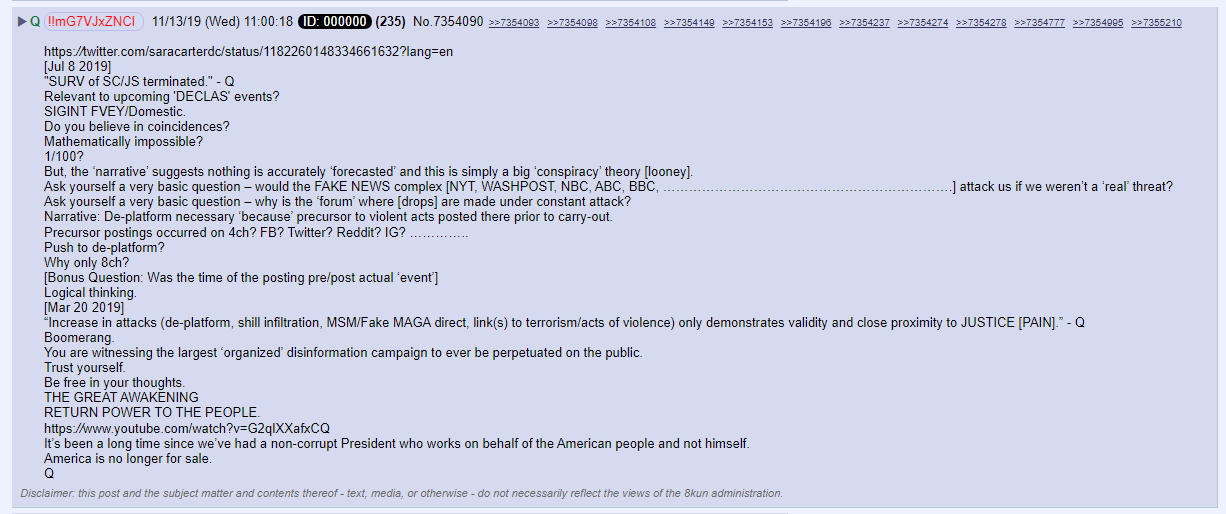 ▶Q !!mG7VJxZNCI 11/13/19 (Wed) 11:00:18 ID: 000000 (235) No.7354090 >>7354093 >>7354098 >>7354108 >>7354149 >>7354153 >>7354196 >>7354237 >>7354274 >>7354278 >>7354777 >>7354995 >>7355210
https://twitter.com/saracarterdc/status/1182260148334661632?lang=en
[Jul 8 2019]
"SURV of SC/JS terminated." - Q
Relevant to upcoming 'DECLAS' events?
SIGINT FVEY/Domestic.
Do you believe in coincidences?
Mathematically impossible?
1/100?
But, the ‘narrative’ suggests nothing is accurately ‘forecasted’ and this is simply a big ‘conspiracy’ theory [looney].
Ask yourself a very basic question – would the FAKE NEWS complex [NYT, WASHPOST, NBC, ABC, BBC, ……………………………………………………….] attack us if we weren’t a ‘real’ threat?
Ask yourself a very basic question – why is the ‘forum’ where [drops] are made under constant attack?
Narrative: De-platform necessary ‘because’ precursor to violent acts posted there prior to carry-out.
Precursor postings occurred on 4ch? FB? Twitter? Reddit? IG? …………..
Push to de-platform?
Why only 8ch?
[Bonus Question: Was the time of the posting pre/post actual ‘event’]
Logical thinking.
[Mar 20 2019]
“Increase in attacks (de-platform, shill infiltration, MSM/Fake MAGA direct, link(s) to terrorism/acts of violence) only demonstrates validity and close proximity to JUSTICE [PAIN].” - Q
Boomerang.
You are witnessing the largest ‘organized’ disinformation campaign to ever be perpetuated on the public.
Trust yourself.
Be free in your thoughts.
THE GREAT AWAKENING
RETURN POWER TO THE PEOPLE.
https://www.youtube.com/watch?v=G2qIXXafxCQ
It’s been a long time since we’ve had a non-corrupt President who works on behalf of the American people and not himself.
America is no longer for sale.
Q
Disclaimer: this post and the subject matter and contents thereof - text, media, or otherwise - do not necessarily reflect the views of the 8kun administration.